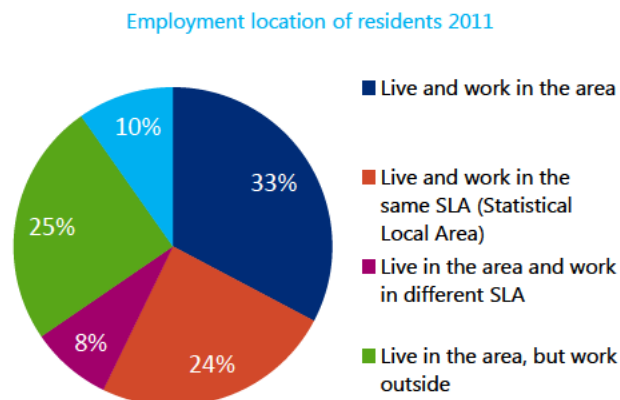 Employment location of residents 2011
Live and work in the area
10%
33%
Live and work in the
same SLA (Statistical
Local Area)
25%
Live in the area and work
in different SLA
8%
24%
Live in the area, but work
outside